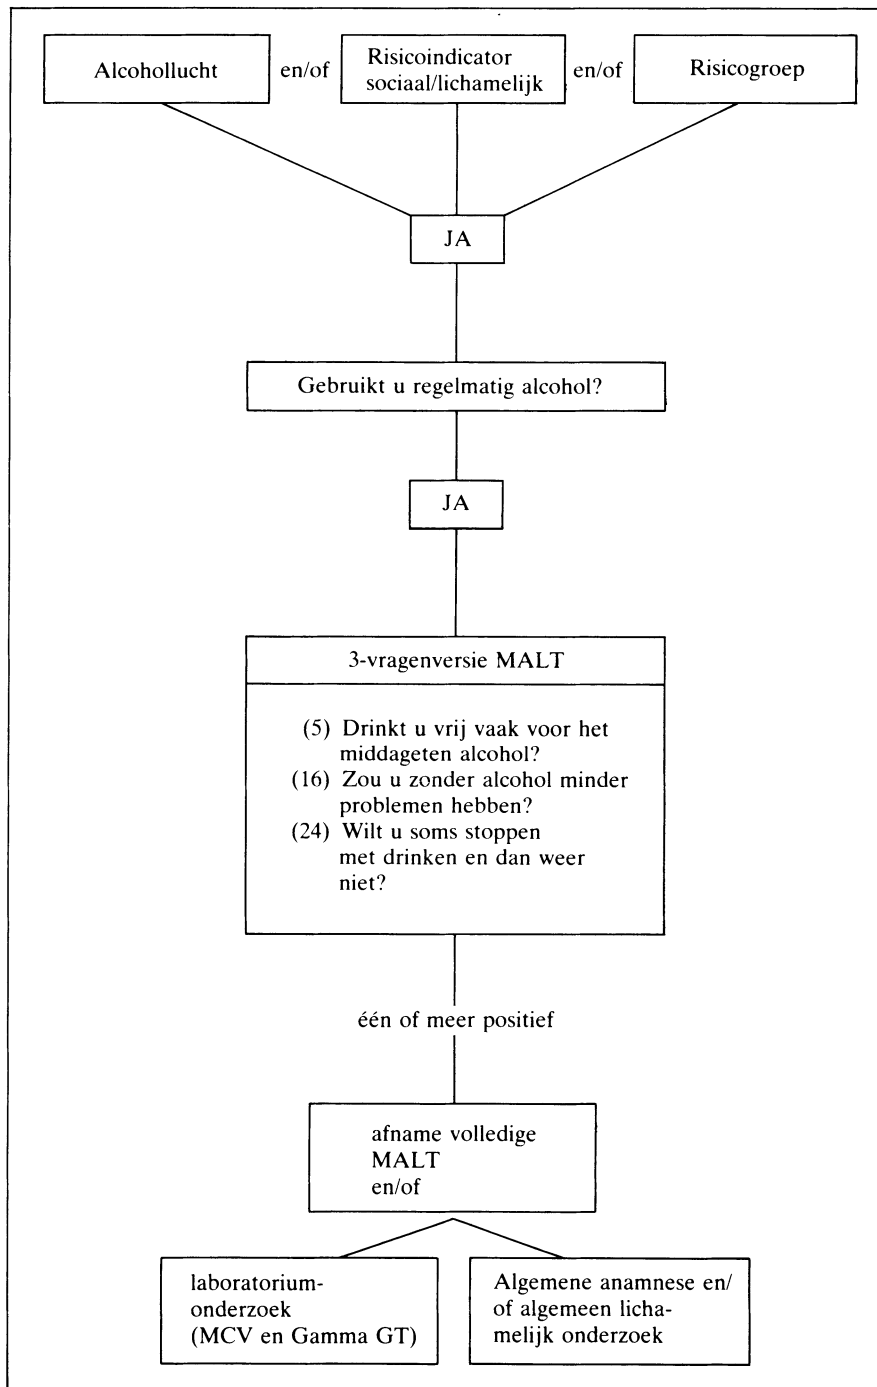 Alcohollucht
en/of
Risicoindicator
sociaal/lichamelijk
en/of
Risicogroep
JA
Gebruikt u regelmatig alcohol?
JA
3-vragenversie MALT
(5) Drinkt u vrij vaak voor het
middageten alcohol?
(16) Zou u zonder alcohol minder
problemen hebben?
(24) Wilt u soms stoppen
met drinken en dan weer
niet?
één of meer positief
afname volledige
MALT
en/of
laboratorium-
onderzoek
(MCV en Gamma GT)
Algemene anamnese en/
of algemeen licha-
melijk onderzoek